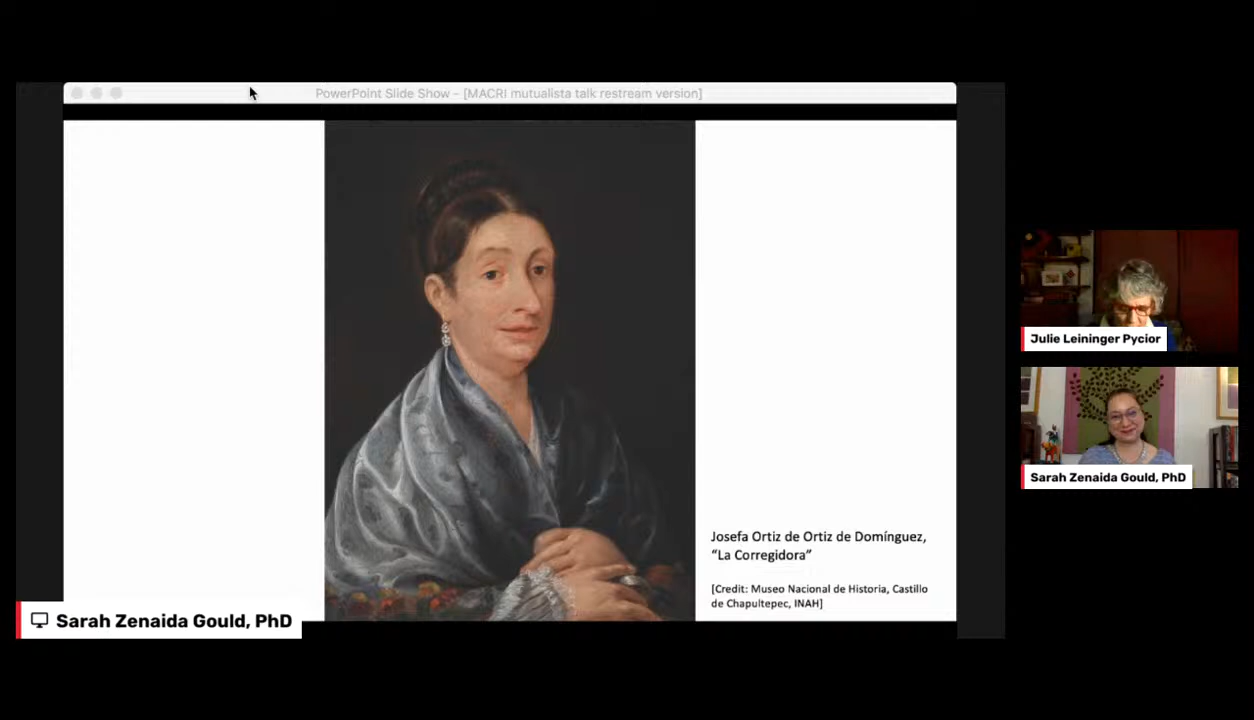 PowerPoint Slide Show - [MACRI mutualista talk restream version]
Josefa Ortiz de Ortiz de Domínguez,
“La Corregidora”
[Credit: Museo Nacional de Historia, Castillo
de Chapultepec, INAH]
Sarah Zenaida Gould, PhD
Julie Leininger Pycior
Sarah Zenaida Gould, PhD